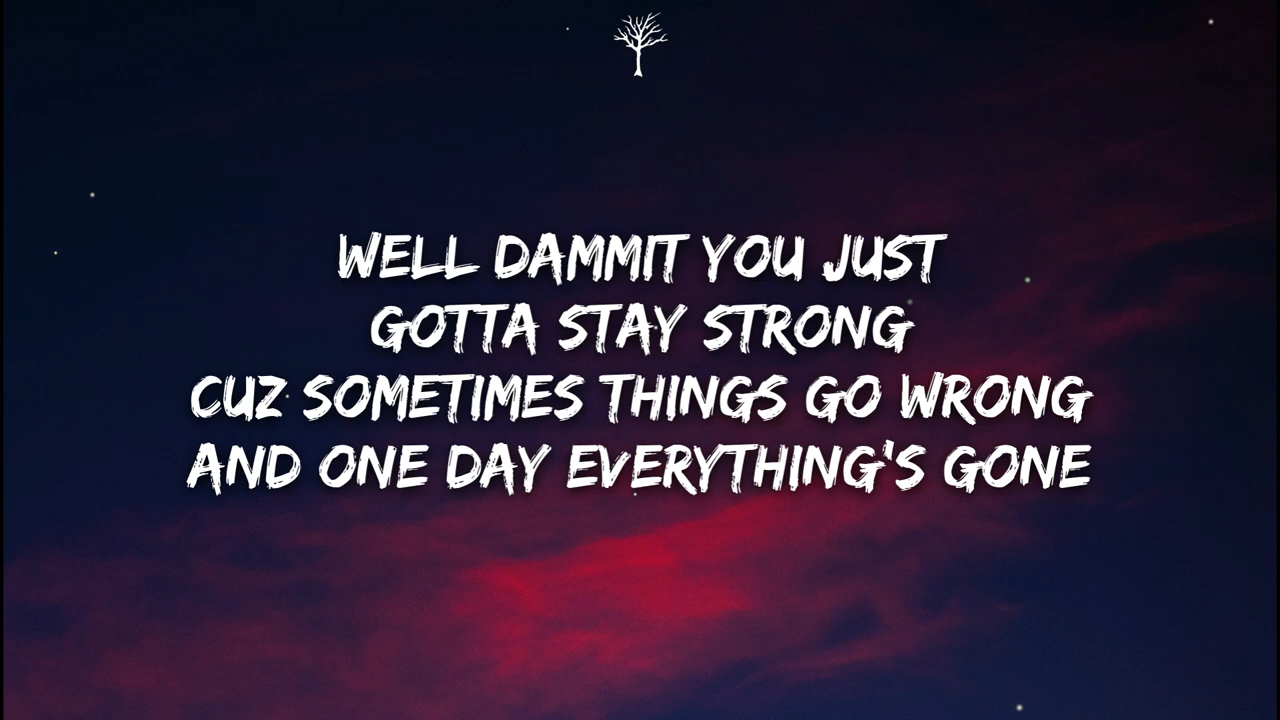 WELL DAMMIT YOU JUST
GOTTA STAY STRONG
CUZ SOMETIMES THINGS GO WRONG
AND ONE DAY EVERYTHING'S GONE